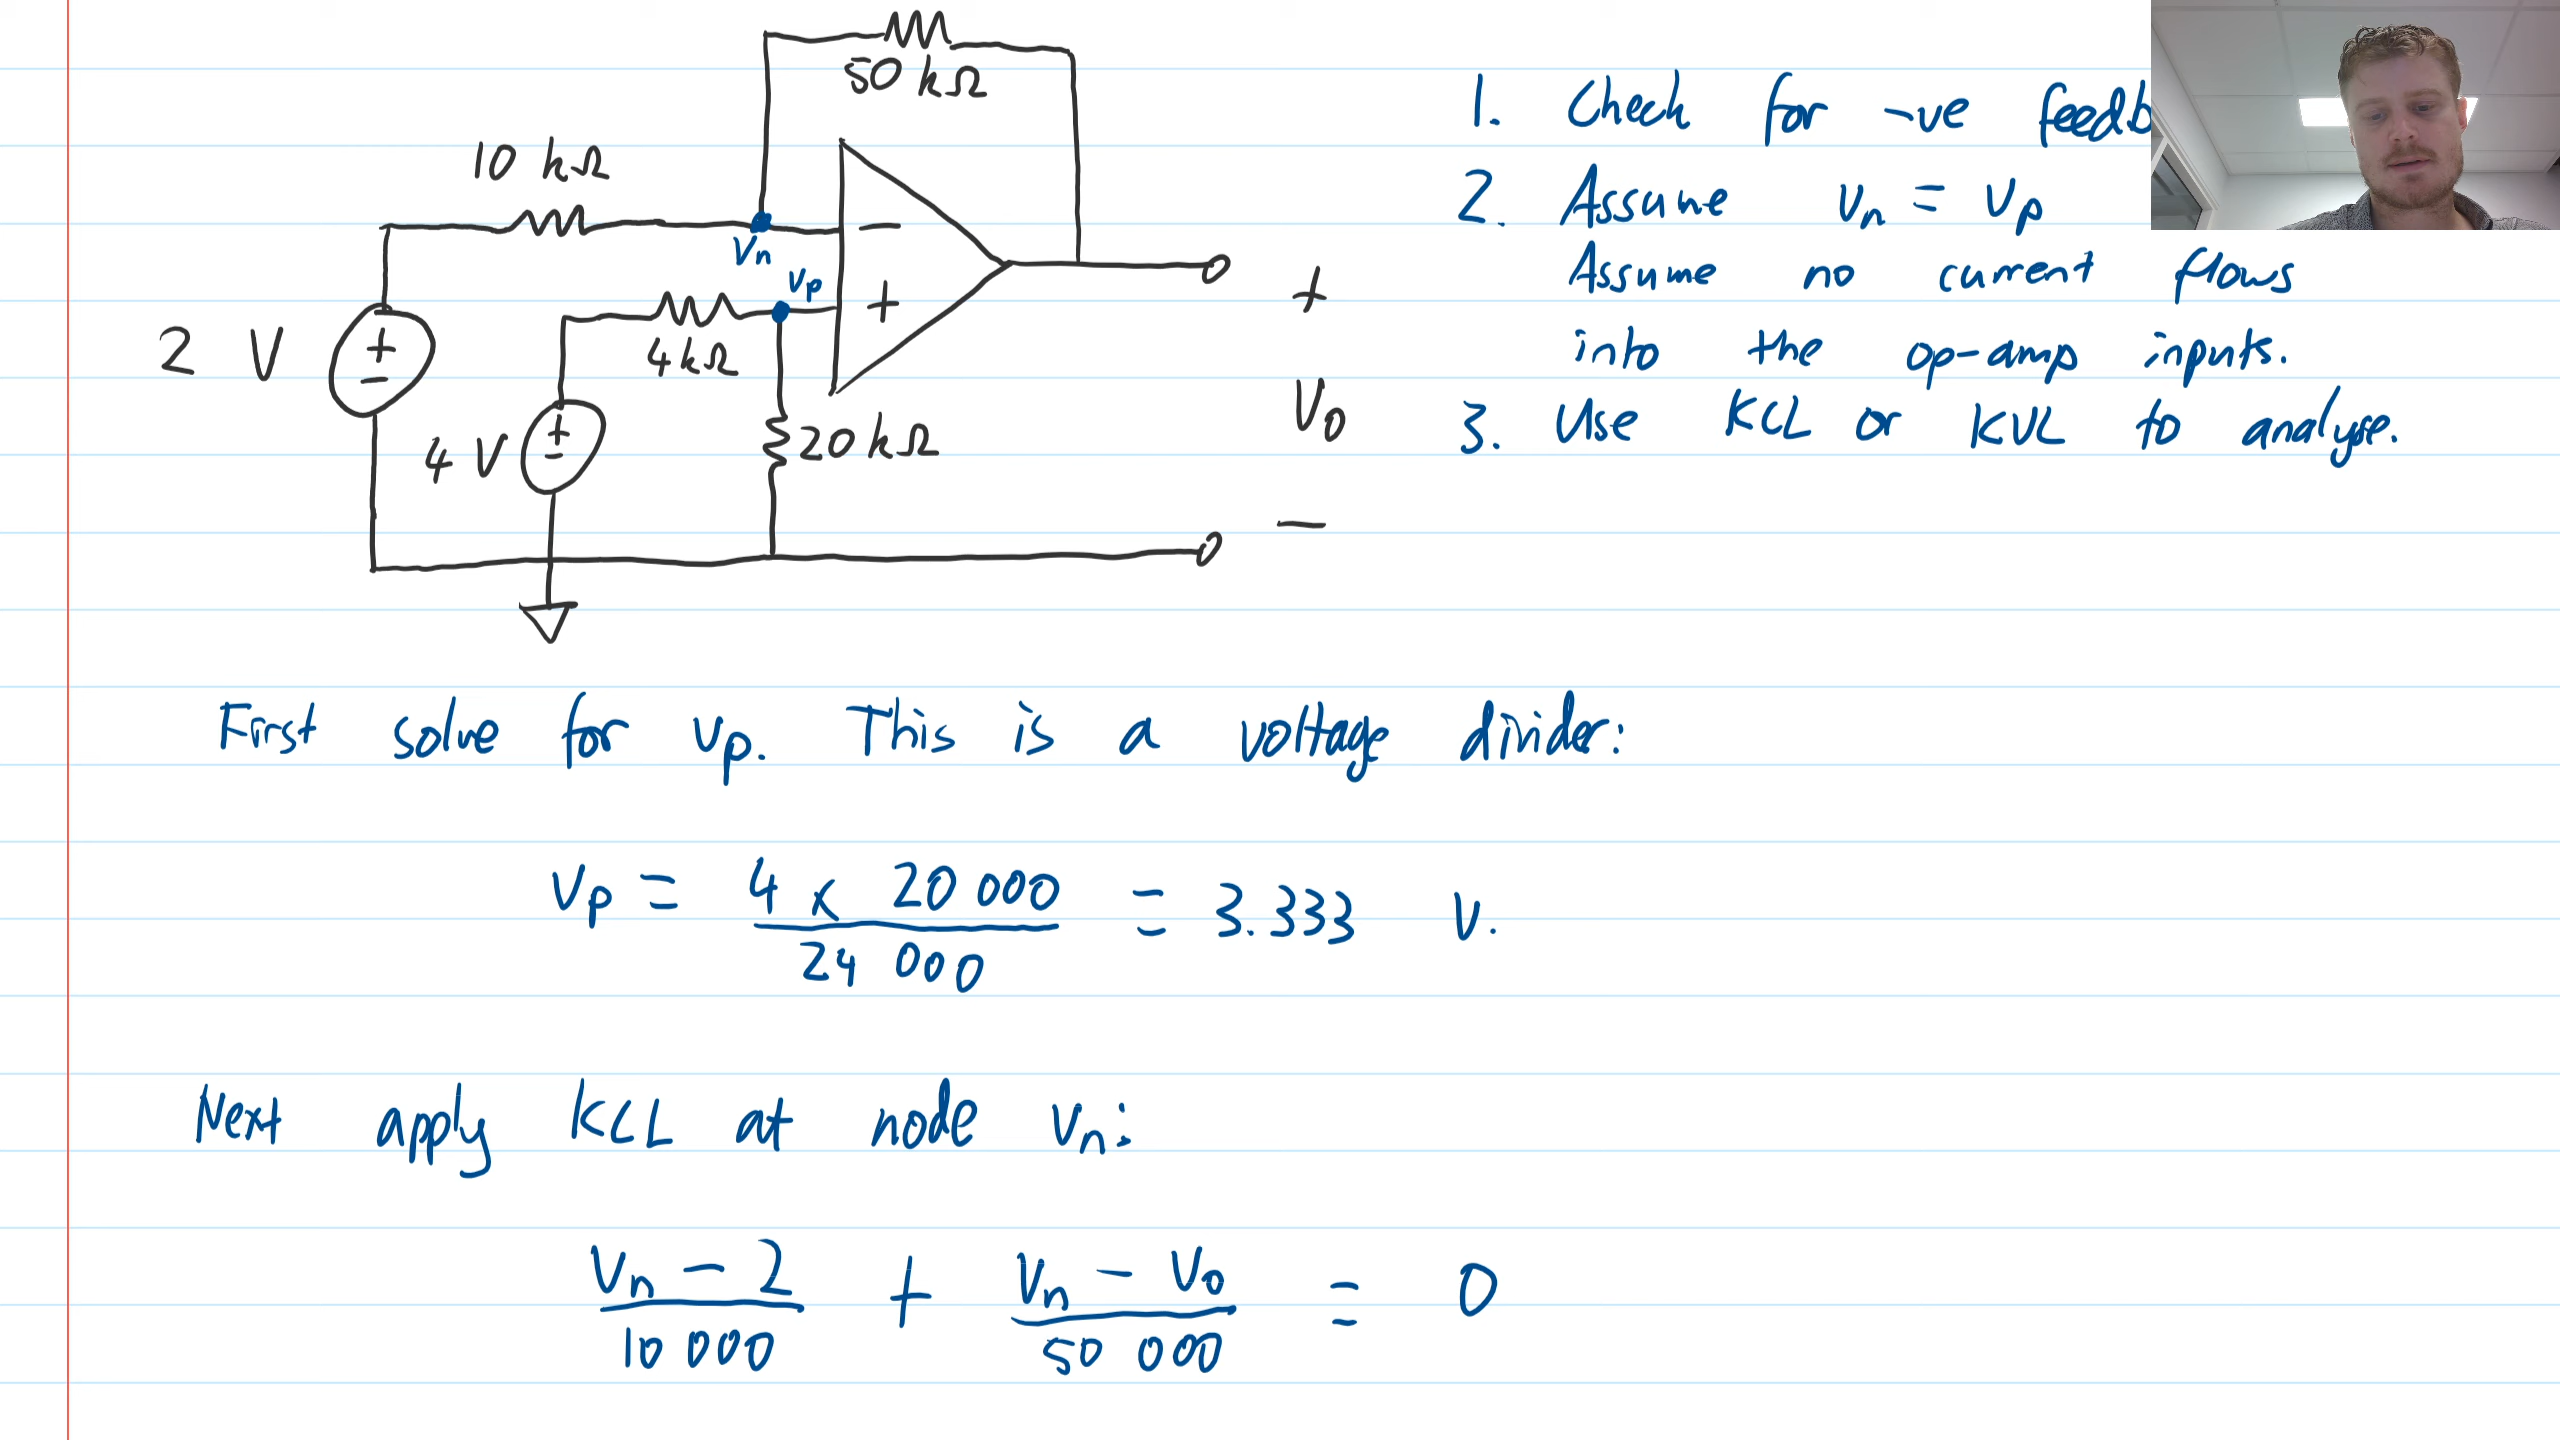 50 kΩ
10 kΩ
Vn
Vp
4kΩ
2 V
4 V
20 kΩ
+
Vo
−
1. Check for -ve feedb
2. Assume Vn = Vp
Assume no current flows
into the op-amp inputs.
3. Use KCL or KVL to analyse.
First solve for Vp. This is a voltage divider:
Vp = 4 x 20 000 / 24 000 = 3.333 V.
Next apply KCL at node Vn:
Vn - 2 / 10 000 + Vn - Vo / 50 000 = 0